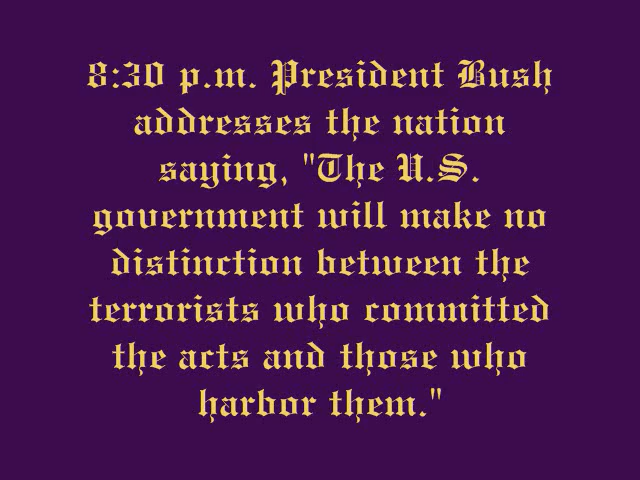 8:30 p.m. President Bush
addresses the nation
saying, "The U.S.
government will make no
distinction between the
terrorists who committed
the acts and those who
harbor them."